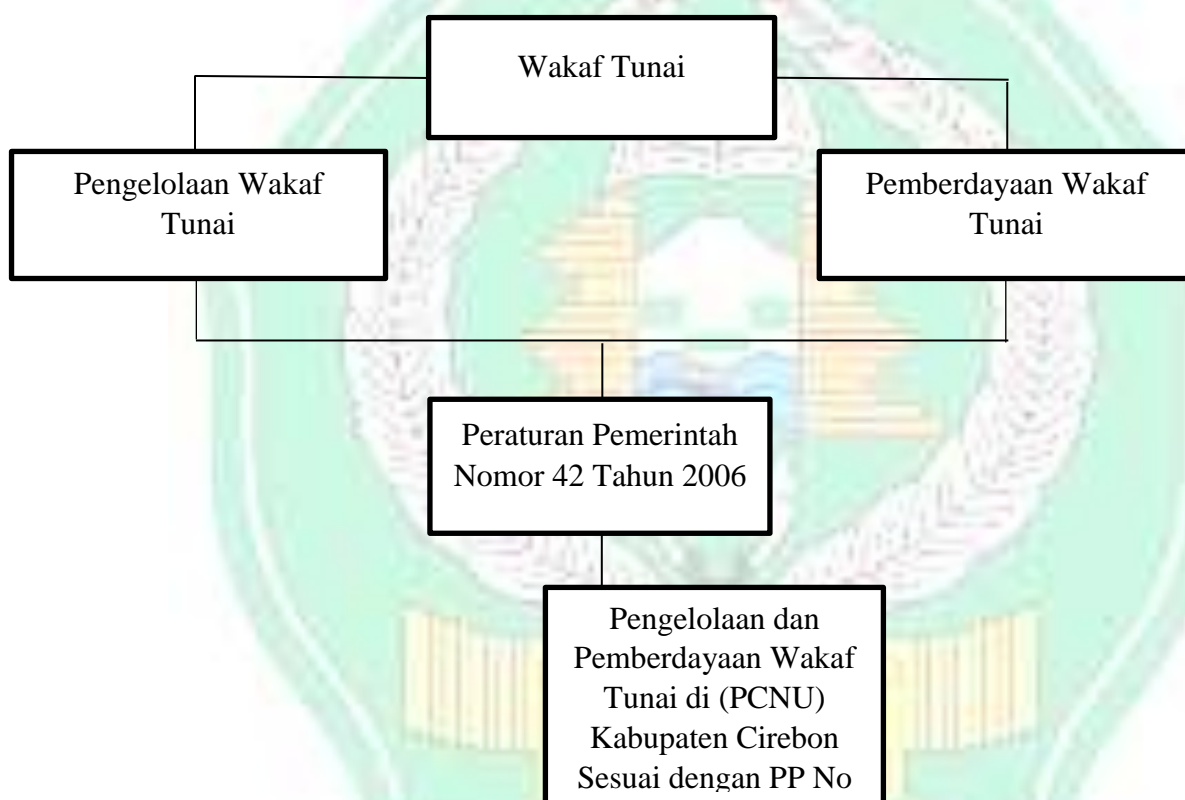 Wakaf Tunai
Pengelolaan Wakaf
Tunai
Pemberdayaan Wakaf
Tunai
Peraturan Pemerintah
Nomor 42 Tahun 2006
Pengelolaan dan
Pemberdayaan Wakaf
Tunai di (PCNU)
Kabupaten Cirebon
Sesuai dengan PP No